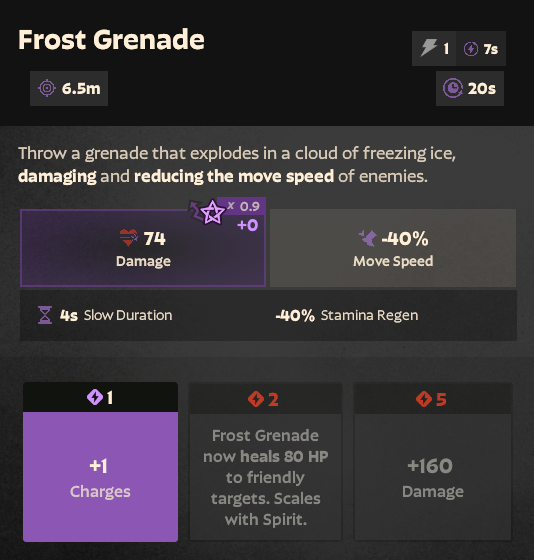 Frost Grenade
1 7s
6.5m 20s
Throw a grenade that explodes in a cloud of freezing ice,
damaging and reducing the move speed of enemies.
x 0.9
+0
74 -40%
Damage Move Speed
4s Slow Duration -40% Stamina Regen
1
+1
Charges
2
Frost Grenade
now heals 80 HP
to friendly
targets. Scales
with Spirit.
5
+160
Damage